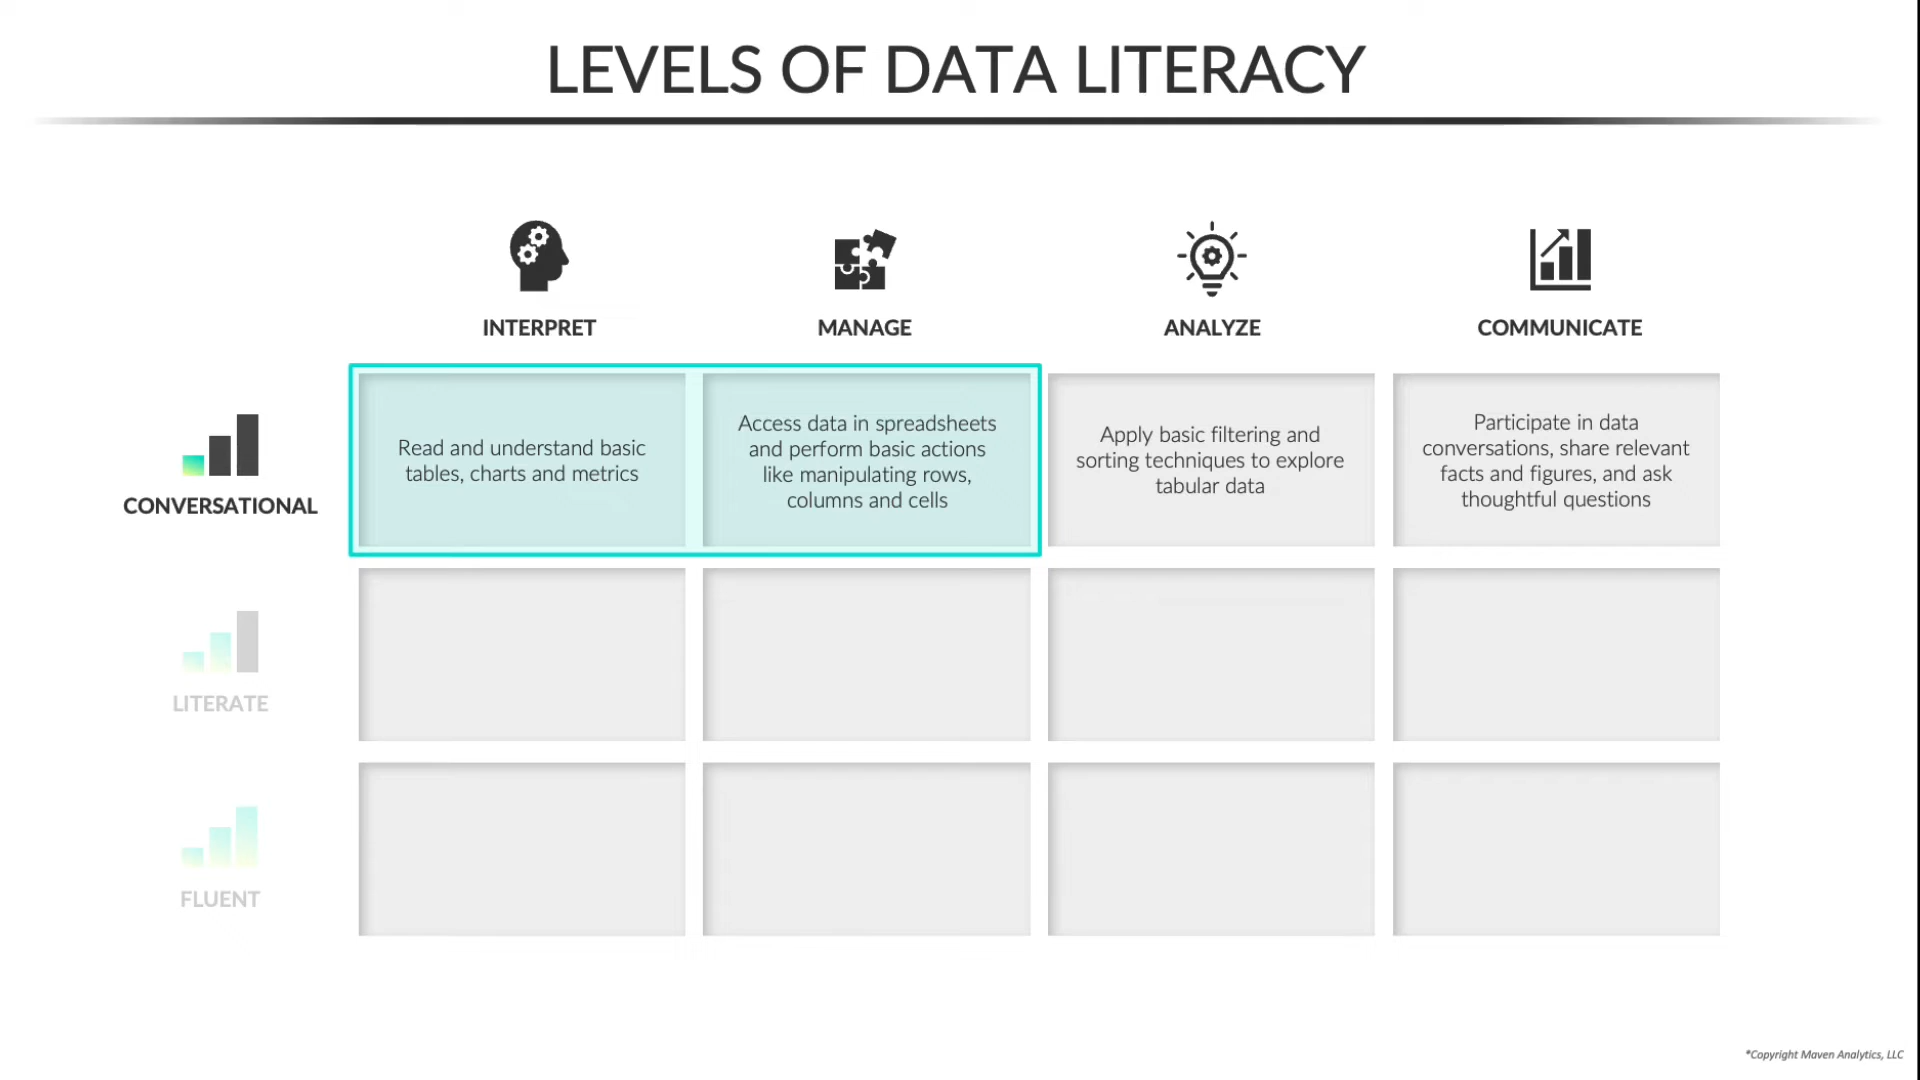 LEVELS OF DATA LITERACY
INTERPRET
MANAGE
ANALYZE
COMMUNICATE
CONVERSATIONAL
Read and understand basic
tables, charts and metrics
Access data in spreadsheets
and perform basic actions
like manipulating rows,
columns and cells
Apply basic filtering and
sorting techniques to explore
tabular data
Participate in data
conversations, share relevant
facts and figures, and ask
thoughtful questions
LITERATE
FLUENT
*Copyright Maven Analytics, LLC